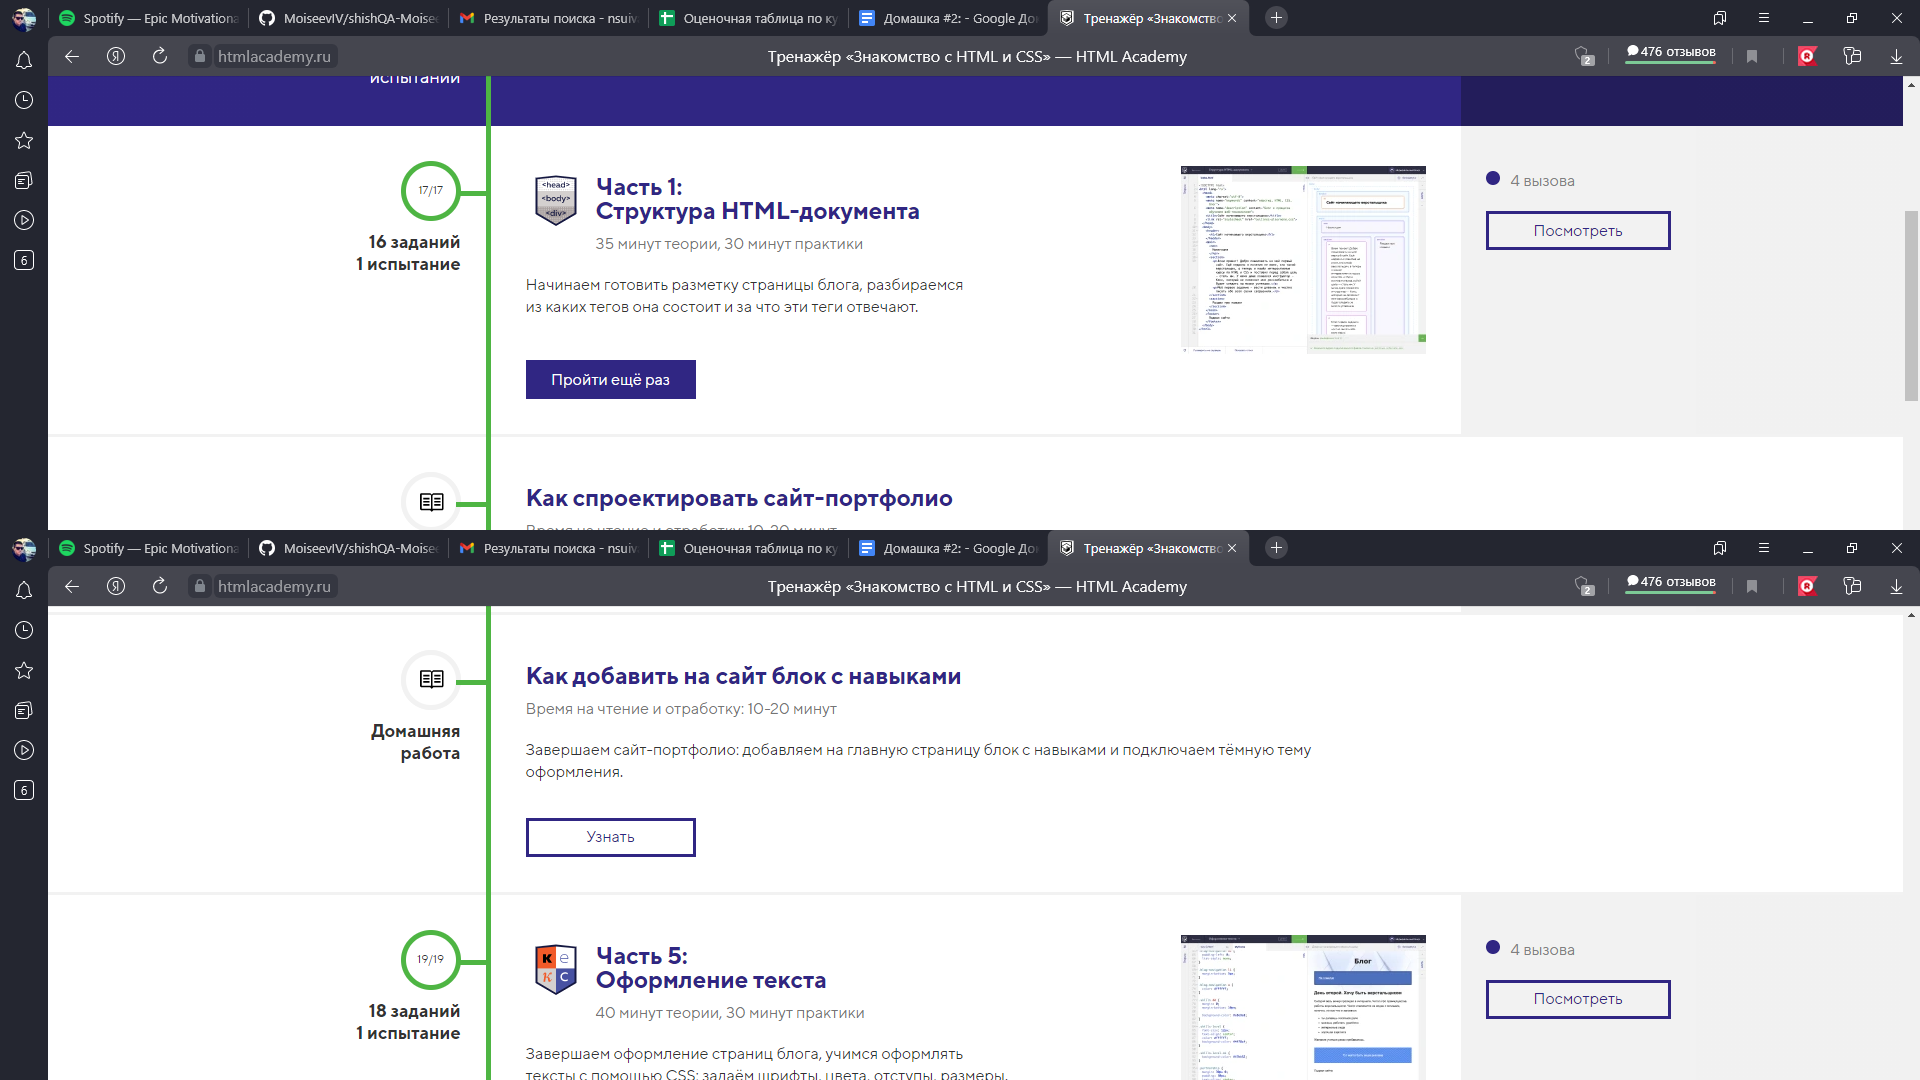 Spotify — Epic Motivationa
MoiseevIV/shishQA-Moisee
Результаты поиска - nsuiv
Оценочная таблица по ку
Домашка #2: - Google До
Тренажёр «Знакомство
htmlacademy.ru
Тренажёр «Знакомство с HTML и CSS» — HTML Academy
2
476 отзывов
6
испытаний
17/17
16 заданий
1 испытание
<head>
<body>
<div>
Часть 1:
Структура HTML-документа
35 минут теории, 30 минут практики
Начинаем готовить разметку страницы блога, разбираемся
из каких тегов она состоит и за что эти теги отвечают.
Пройти ещё раз
4 вызова
Посмотреть
Как спроектировать сайт-портфолио
Время на чтение и отработку: 10-20 минут
Spotify — Epic Motivationa
MoiseevIV/shishQA-Moisee
Результаты поиска - nsuiv
Оценочная таблица по ку
Домашка #2: - Google До
Тренажёр «Знакомство
htmlacademy.ru
Тренажёр «Знакомство с HTML и CSS» — HTML Academy
2
476 отзывов
6
Домашняя
работа
Как добавить на сайт блок с навыками
Время на чтение и отработку: 10-20 минут
Завершаем сайт-портфолио: добавляем на главную страницу блок с навыками и подключаем тёмную тему
оформления.
Узнать
19/19
18 заданий
1 испытание
К е
К С
Часть 5:
Оформление текста
40 минут теории, 30 минут практики
Завершаем оформление страниц блога, учимся оформлять
тексты с помощью CSS: задаём шрифты, цвета, отступы, размеры.
Блог
4 вызова
Посмотреть